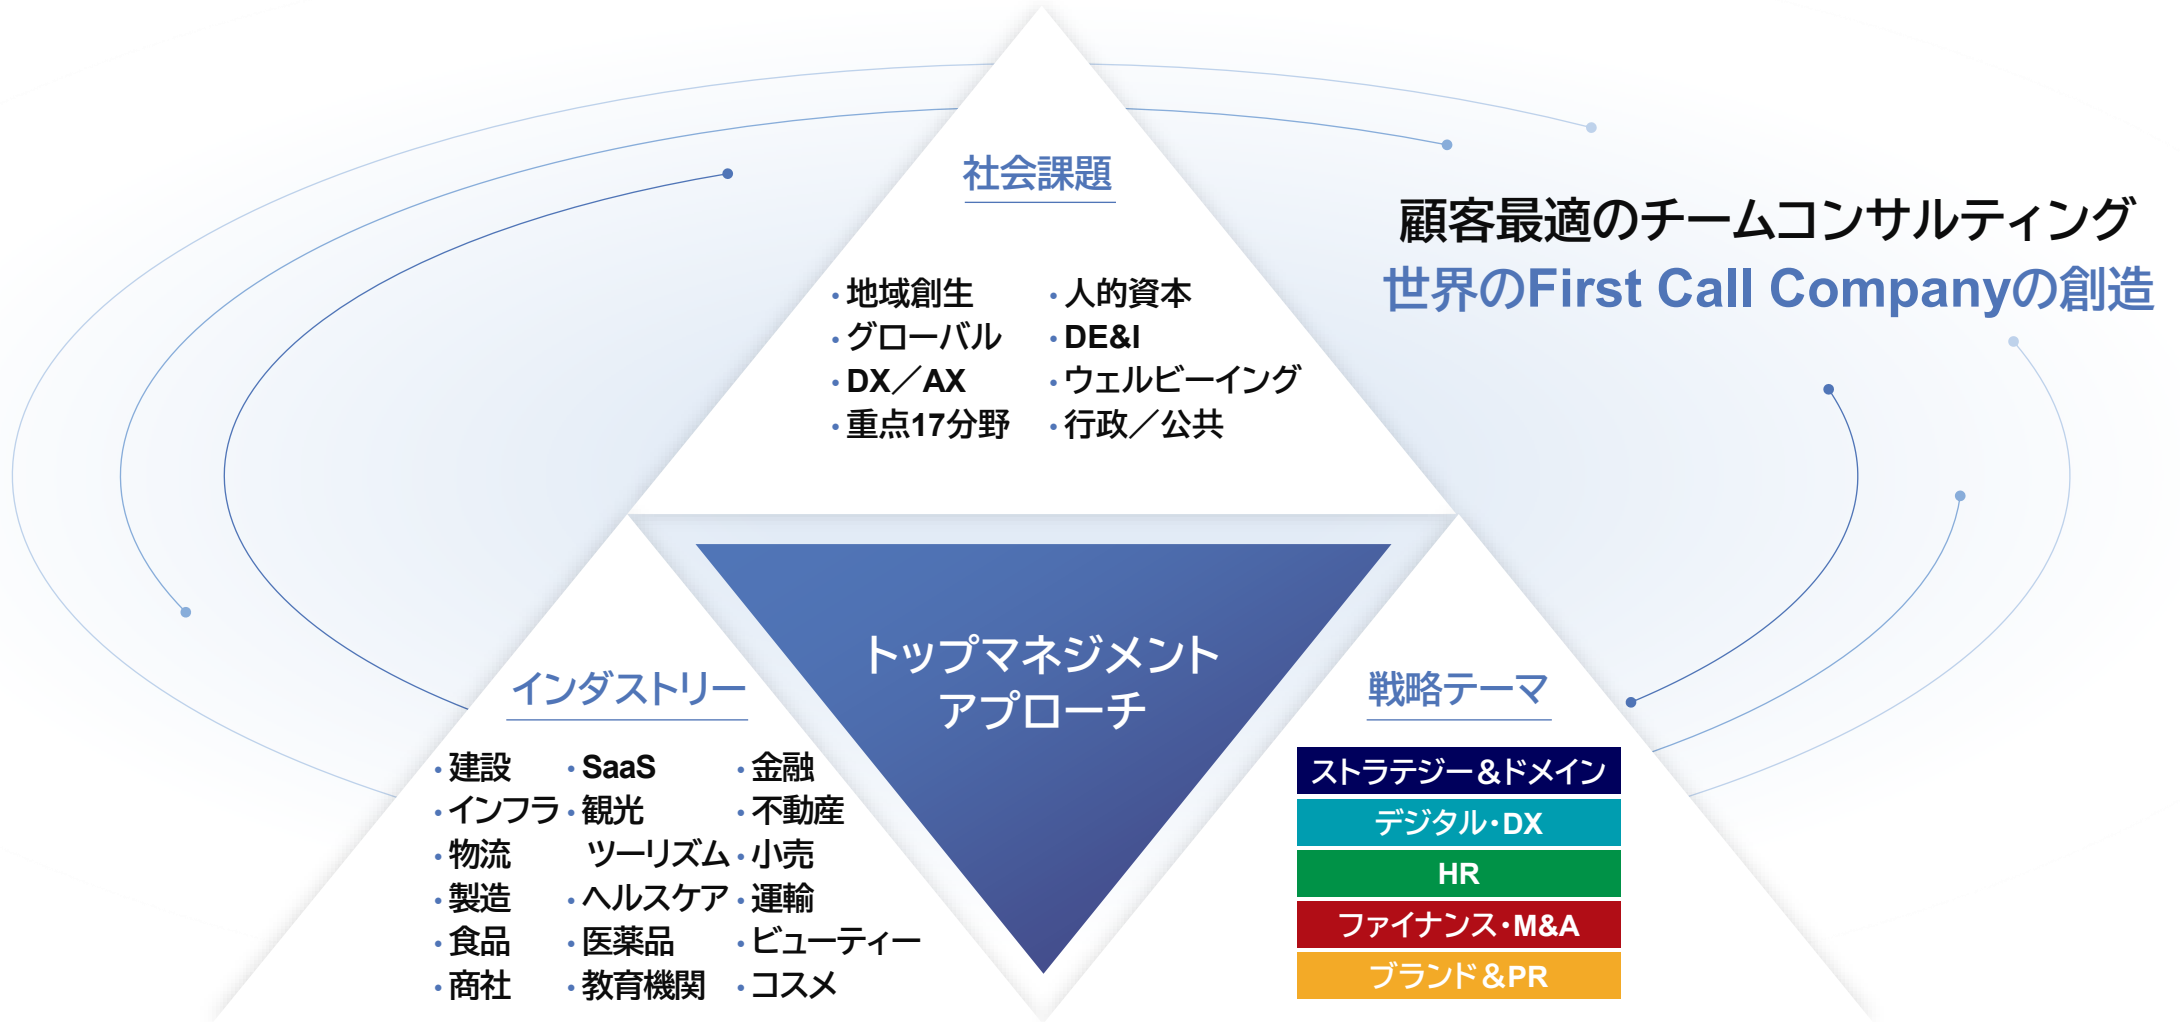 社会課題
顧客最適のチームコンサルティング
世界のFirst Call Companyの創造
・地域創生
・グローバル
・DX／AX
・重点17分野
・人的資本
・DE&I
・ウェルビーイング
・行政／公共
トップマネジメント
アプローチ
インダストリー
・建設
・インフラ
・物流
・製造
・食品
・商社
・SaaS
・観光
ツーリズム
・ヘルスケア
・医薬品
・教育機関
・金融
・不動産
・小売
・運輸
・ビューティー
・コスメ
戦略テーマ
ストラテジー&ドメイン
デジタル・DX
HR
ファイナンス・M&A
ブランド&PR